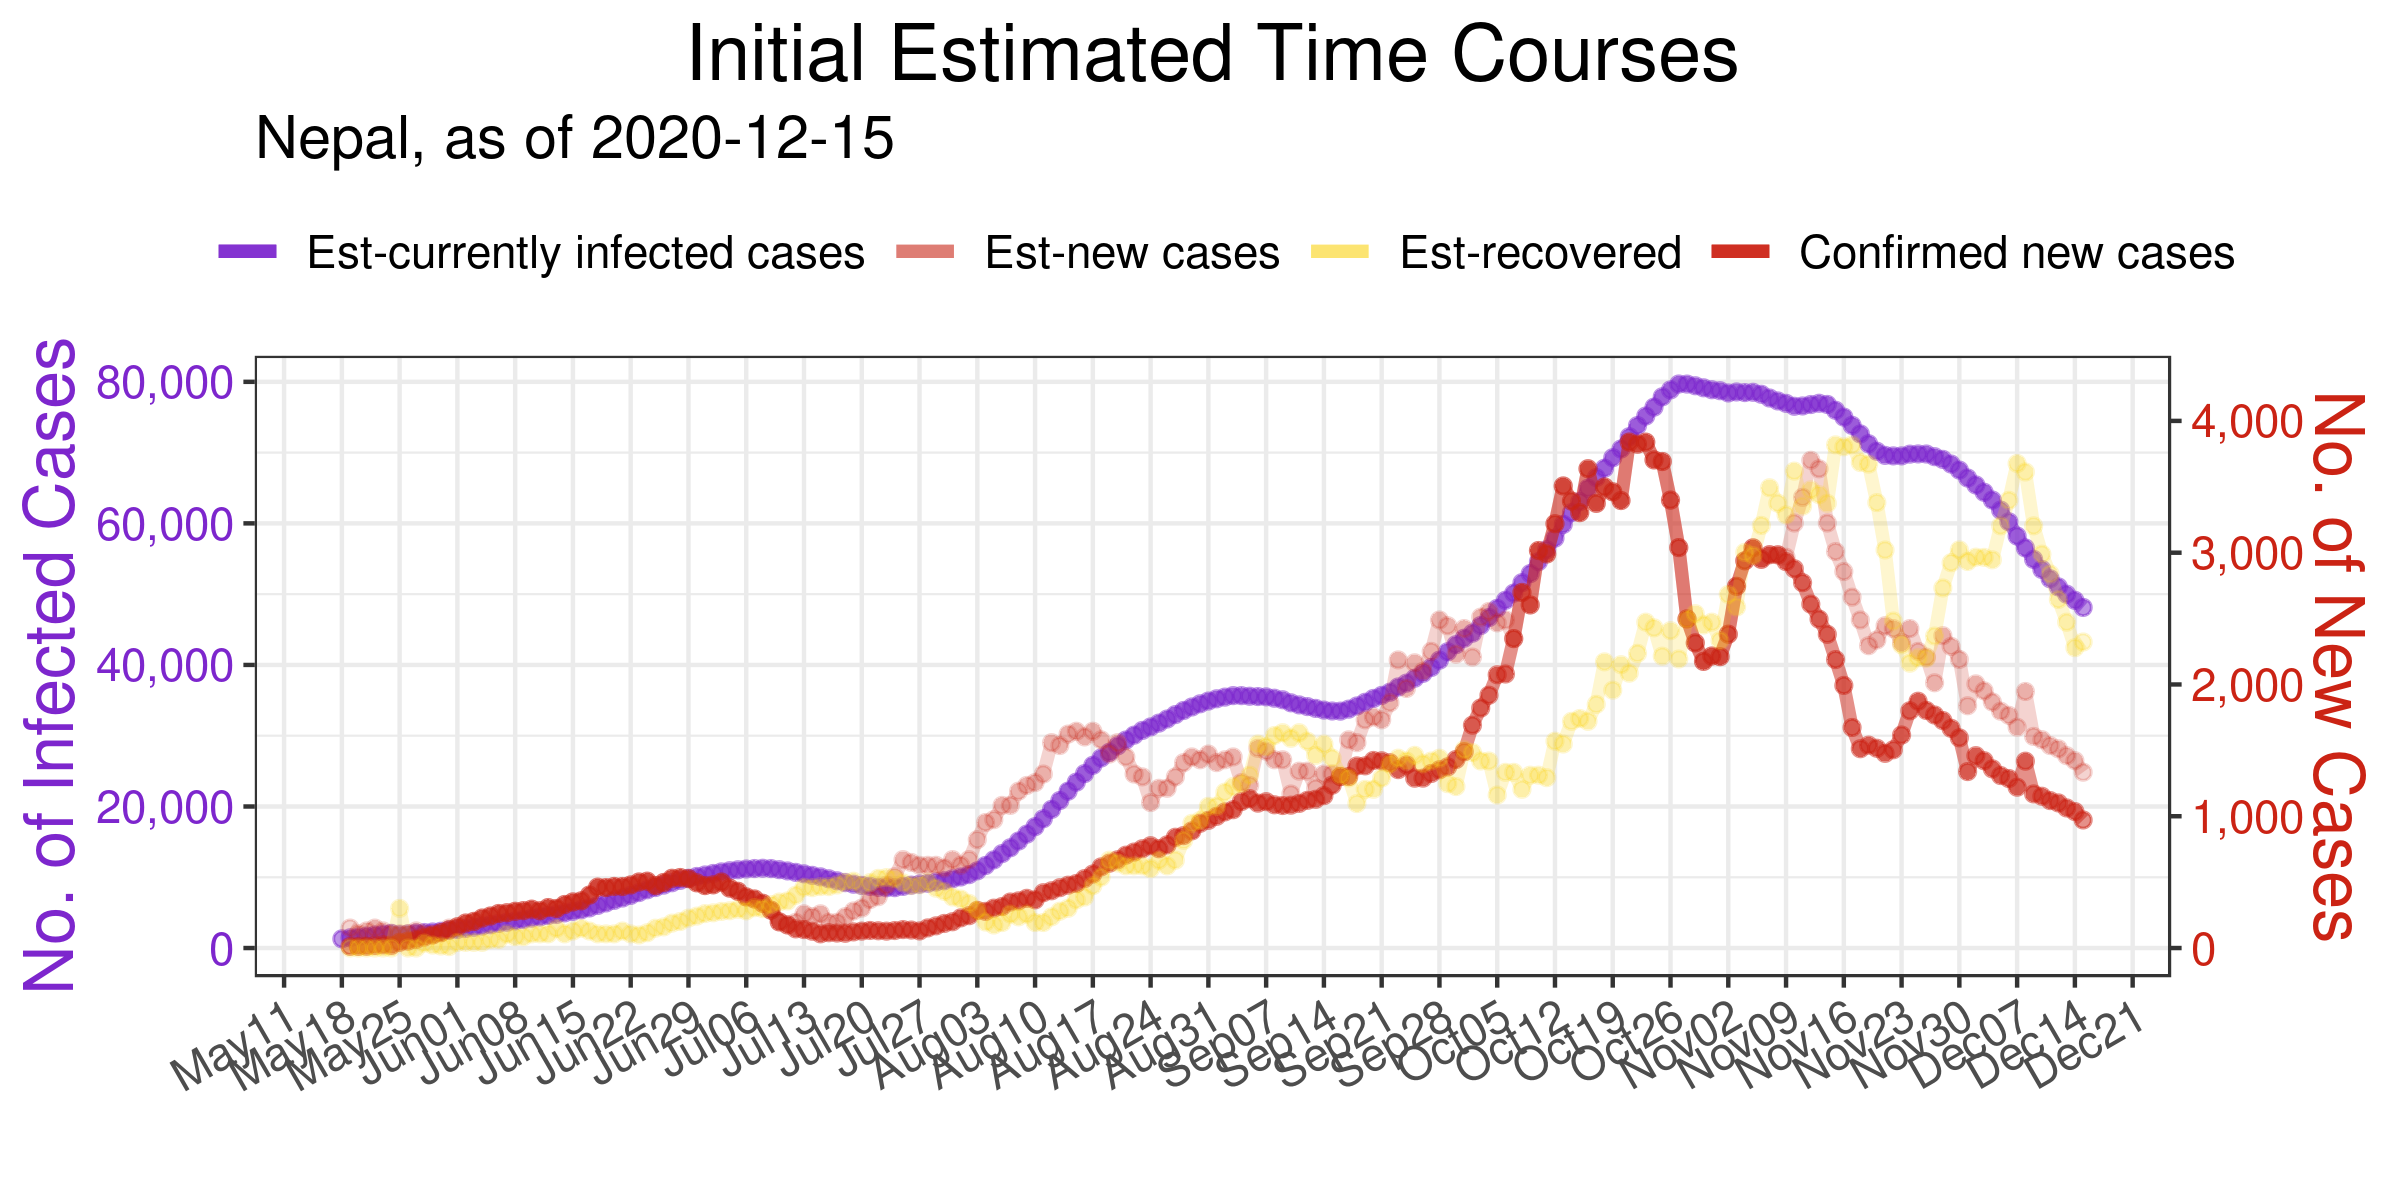 Initial Estimated Time Courses
Nepal, as of 2020-12-15
Est-currently infected cases Est-new cases Est-recovered Confirmed new cases
No. of Infected Cases
80,000
60,000
40,000
20,000
0
4,000
3,000
2,000
1,000
0
No. of New Cases
May11 May18 May25 Jun01 Jun08 Jun15 Jun22 Jun29 Jul06 Jul13 Jul20 Jul27 Aug03 Aug10 Aug17 Aug24 Aug31 Sep07 Sep14 Sep21 Sep28 Oct05 Oct12 Oct19 Oct26 Nov02 Nov09 Nov16 Nov23 Nov30 Dec07 Dec14 Dec21